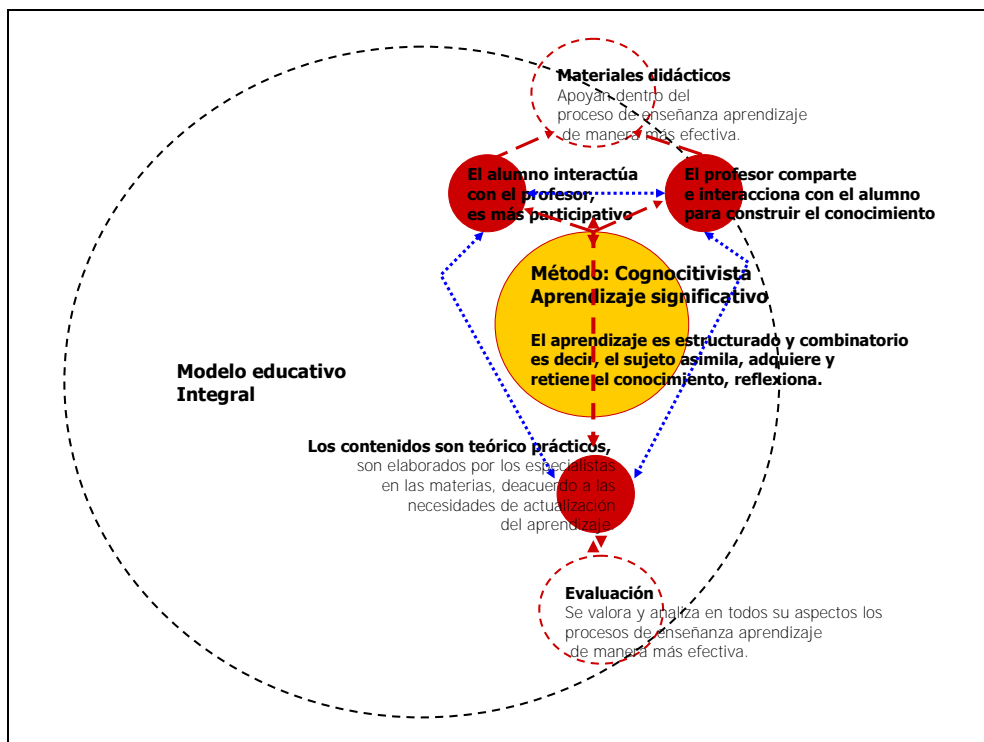 Materiales didácticos
Apoyan dentro del
proceso de enseñanza aprendizaje
de manera más efectiva.
El alumno interactúa
con el profesor,
es más participativo
El profesor comparte
e interacciona con el alumno
para construir el conocimiento
Método: Cognocitivista
Aprendizaje significativo
El aprendizaje es estructurado y combinatorio
es decir, el sujeto asimila, adquiere y
retiene el conocimiento, reflexiona.
Modelo educativo
Integral
Los contenidos son teórico prácticos,
son elaborados por los especialistas
en las materias, deacuerdo a las
necesidades de actualización
del aprendizaje.
Evaluación
Se valora y analiza en todos su aspectos los
procesos de enseñanza aprendizaje
de manera más efectiva.